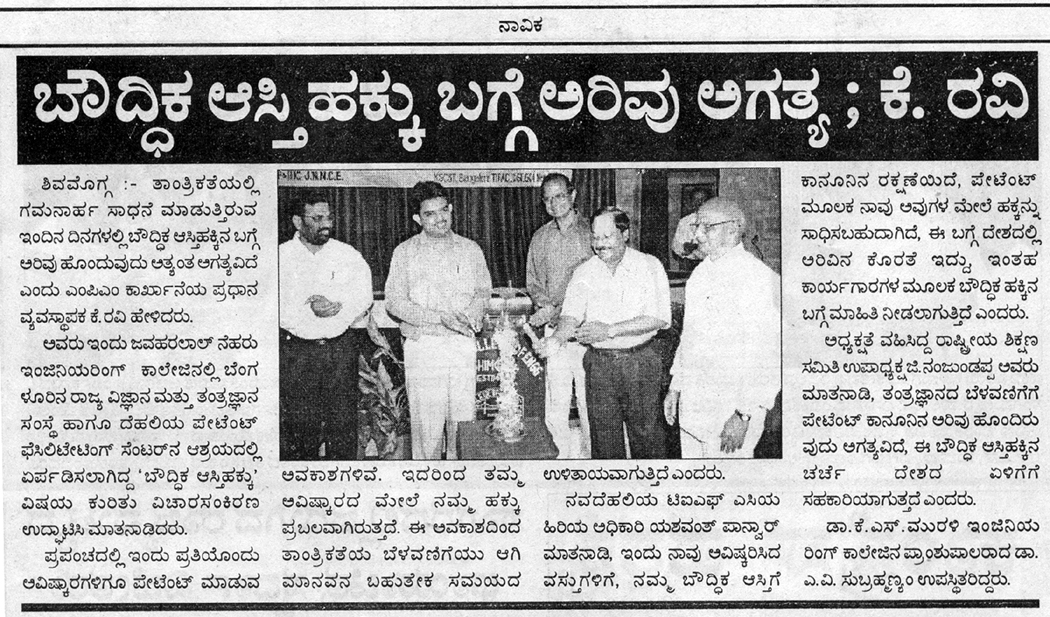 ನಾವಿಕ
ಬೌದ್ಧಿಕ ಆಸ್ತಿ ಹಕ್ಕು ಬಗ್ಗೆ ಅರಿವು ಅಗತ್ಯ ; ಕೆ. ರವಿ
ಶಿವಮೊಗ್ಗ :- ತಾಂತ್ರಿಕತೆಯಲ್ಲಿ
ಗಮನಾರ್ಹ ಸಾಧನೆ ಮಾಡುತ್ತಿರುವ
ಇಂದಿನ ದಿನಗಳಲ್ಲಿ ಬೌದ್ಧಿಕ ಆಸ್ತಿಹಕ್ಕಿನ ಬಗ್ಗೆ
ಅರಿವು ಹೊಂದುವುದು ಅತ್ಯಂತ ಅಗತ್ಯವಿದೆ
ಎಂದು ಎಂಪಿಎಂ ಕಾರ್ಖಾನೆಯ ಪ್ರಧಾನ
ವ್ಯವಸ್ಥಾಪಕ ಕೆ.ರವಿ ಹೇಳಿದರು.
ಅವರು ಇಂದು ಜವಹರಲಾಲ್ ನೆಹರು
ಇಂಜಿನಿಯರಿಂಗ್ ಕಾಲೇಜಿನಲ್ಲಿ ಬೆಂಗ
ಳೂರಿನ ರಾಜ್ಯ ವಿಜ್ಞಾನ ಮತ್ತು ತಂತ್ರಜ್ಞಾನ
ಸಂಸ್ಥೆ ಹಾಗೂ ದೆಹಲಿಯ ಪೇಟೆಂಟ್
ಫೆಸಿಲಿಟೇಟಿಂಗ್ ಸೆಂಟರ್‌ನ ಆಶ್ರಯದಲ್ಲಿ
ಏರ್ಪಡಿಸಲಾಗಿದ್ದ 'ಬೌದ್ಧಿಕ ಆಸ್ತಿಹಕ್ಕು'
ವಿಷಯ ಕುರಿತು ವಿಚಾರಸಂಕಿರಣ
ಉದ್ಘಾಟಿಸಿ ಮಾತನಾಡಿದರು.
ಪ್ರಪಂಚದಲ್ಲಿ ಇಂದು ಪ್ರತಿಯೊಂದು
ಆವಿಷ್ಕಾರಗಳಿಗೂ ಪೇಟೆಂಟ್ ಮಾಡುವ
J.N.N.C.E.
KSCST, Bangalore TIFAC
ಅವಕಾಶಗಳಿವೆ. ಇದರಿಂದ ತಮ್ಮ
ಆವಿಷ್ಕಾರದ ಮೇಲೆ ನಮ್ಮ ಹಕ್ಕು
ಪ್ರಬಲವಾಗಿರುತ್ತದೆ. ಈ ಅವಕಾಶದಿಂದ
ತಾಂತ್ರಿಕತೆಯ ಬೆಳವಣಿಗೆಯು ಆಗಿ
ಮಾನವನ ಬಹುತೇಕ ಸಮಯದ
ಉಳಿತಾಯವಾಗುತ್ತಿದೆ ಎಂದರು.
ನವದೆಹಲಿಯ ಟಿಐಎಫ್ ಎಸಿಯ
ಹಿರಿಯ ಅಧಿಕಾರಿ ಯಶವಂತ್ ಪಾನ್ವಾರ್
ಮಾತನಾಡಿ, ಇಂದು ನಾವು ಆವಿಷ್ಕರಿಸಿದ
ವಸ್ತುಗಳಿಗೆ, ನಮ್ಮ ಬೌದ್ಧಿಕ ಆಸ್ತಿಗೆ
ಕಾನೂನಿನ ರಕ್ಷಣೆಯಿದೆ, ಪೇಟೆಂಟ್
ಮೂಲಕ ನಾವು ಅವುಗಳ ಮೇಲೆ ಹಕ್ಕನ್ನು
ಸಾಧಿಸಬಹುದಾಗಿದೆ, ಈ ಬಗ್ಗೆ ದೇಶದಲ್ಲಿ
ಅರಿವಿನ ಕೊರತೆ ಇದ್ದು, ಇಂತಹ
ಕಾರ್ಯಗಾರಗಳ ಮೂಲಕ ಬೌದ್ಧಿಕ ಹಕ್ಕಿನ
ಬಗ್ಗೆ ಮಾಹಿತಿ ನೀಡಲಾಗುತ್ತಿದೆ ಎಂದರು.
ಅಧ್ಯಕ್ಷತೆ ವಹಿಸಿದ್ದ ರಾಷ್ಟ್ರೀಯ ಶಿಕ್ಷಣ
ಸಮಿತಿ ಉಪಾಧ್ಯಕ್ಷ ಜಿ.ನಂಜುಂಡಪ್ಪ ಅವರು
ಮಾತನಾಡಿ, ತಂತ್ರಜ್ಞಾನದ ಬೆಳವಣಿಗೆಗೆ
ಪೇಟೆಂಟ್ ಕಾನೂನಿನ ಅರಿವು ಹೊಂದಿರು
ವುದು ಅಗತ್ಯವಿದೆ, ಈ ಬೌದ್ಧಿಕ ಆಸ್ತಿಹಕ್ಕಿನ
ಚರ್ಚೆ ದೇಶದ ಏಳಿಗೆಗೆ
ಸಹಕಾರಿಯಾಗುತ್ತದೆ ಎಂದರು.
ಡಾ.ಕೆ.ಎಸ್.ಮುರಳಿ ಇಂಜಿನಿಯ
ರಿಂಗ್ ಕಾಲೇಜಿನ ಪ್ರಾಂಶುಪಾಲರಾದ ಡಾ.
ಎ.ವಿ. ಸುಬ್ರಹ್ಮಣ್ಯಂ ಉಪಸ್ಥಿತರಿದ್ದರು.